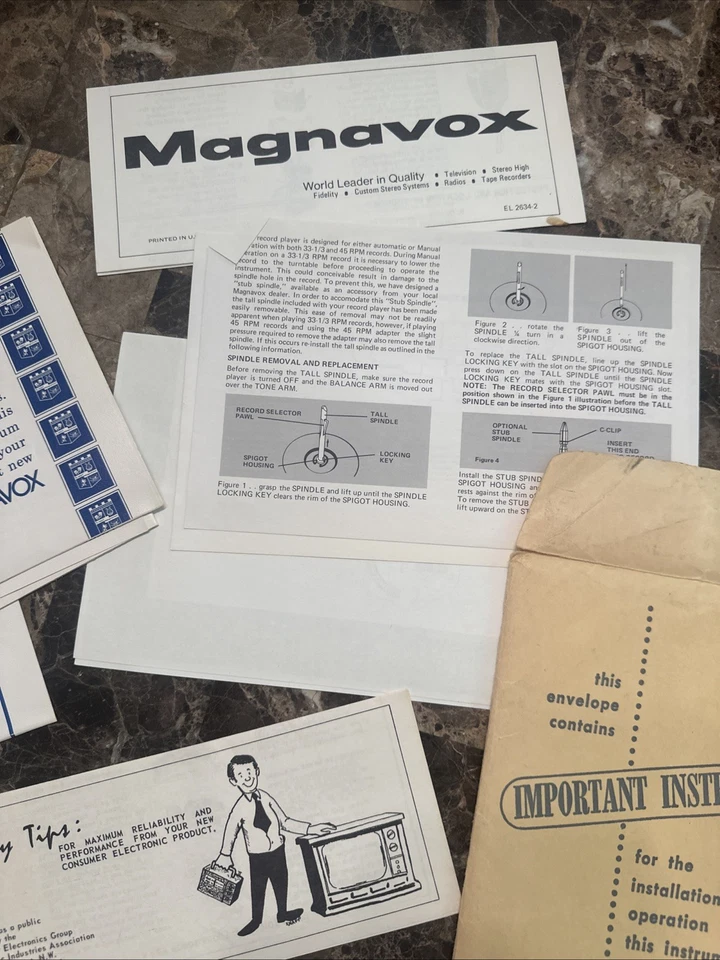 Magnavox
World Leader in Quality • Television • Stereo High
Fidelity • Custom Stereo Systems • Radios • Tape Recorders
EL 2634-2
PRINTED IN U.
record player is designed for either automatic or Manual
ation with both 33-1/3 and 45 RPM records. During Manual
eration on a 33-1/3 RPM record it is necessary to lower the
ecord to the turntable before proceeding to operate the
instrument. This could conceivably result in damage to the
spindle hole in the record. To prevent this, we have designed a
"stub spindle," available as an accessory from your local
Magnavox dealer. In order to accomodate this "Stub Spindle",
the tall spindle included with your record player has been made
easily removable. This ease of removal may not be readily
apparent when playing 33-1/3 RPM records, however, if playing
45 RPM records and using the 45 RPM adapter the slight
pressure required to remove the adapter may also remove the tall
spindle. If this occurs re-install the tall spindle as outlined in the
following information.
SPINDLE REMOVAL AND REPLACEMENT
Before removing the TALL SPINDLE, make sure the record
player is turned OFF and the BALANCE ARM is moved out
over the TONE ARM.
RECORD SELECTOR
PAWL
TALL
SPINDLE
SPIGOT
HOUSING
LOCKING
KEY
Figure 1 . . grasp the SPINDLE and lift up until the SPINDLE
LOCKING KEY clears the rim of the SPIGOT HOUSING.
Figure 2 . . rotate the
SPINDLE ¼ turn in a
clockwise direction.
Figure 3 . . lift the
SPINDLE out of the
SPIGOT HOUSING.
To replace the TALL SPINDLE, line up the SPINDLE
LOCKING KEY with the slot on the SPIGOT HOUSING. Now
press down on the TALL SPINDLE until the SPINDLE
LOCKING KEY mates with the SPIGOT HOUSING slot.
NOTE: The RECORD SELECTOR PAWL must be in the
position shown in the Figure 1 illustration before the TALL
SPINDLE can be inserted into the SPIGOT HOUSING.
OPTIONAL
STUB
SPINDLE
C-CLIP
INSERT
THIS END
Figure 4
Install the STUB SPIND
SPIGOT HOUSING an
rests against the rim of
To remove the STUB
lift upward on the ST
s.
his
um
your
t new
VOX
this
envelope
contains
IMPORTANT INSTR
for the
installation
operation
this instrum
y Tips:
FOR MAXIMUM RELIABILITY AND
PERFORMANCE FROM YOUR NEW
CONSUMER ELECTRONIC PRODUCT.
as a public
y the
Electronics Group
Industries Association
N.W.